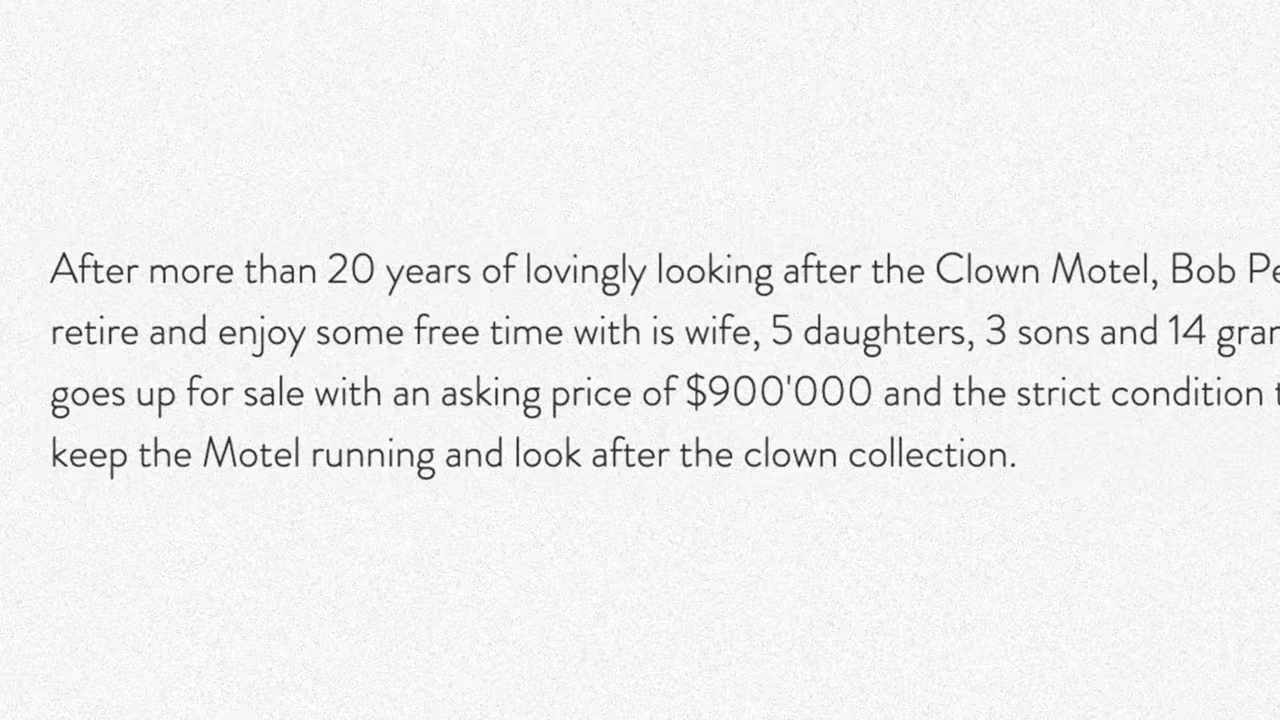 After more than 20 years of lovingly looking after the Clown Motel, Bob
retire and enjoy some free time with is wife, 5 daughters, 3 sons and 14
goes up for sale with an asking price of $900'000 and the strict condition
keep the Motel running and look after the clown collection.